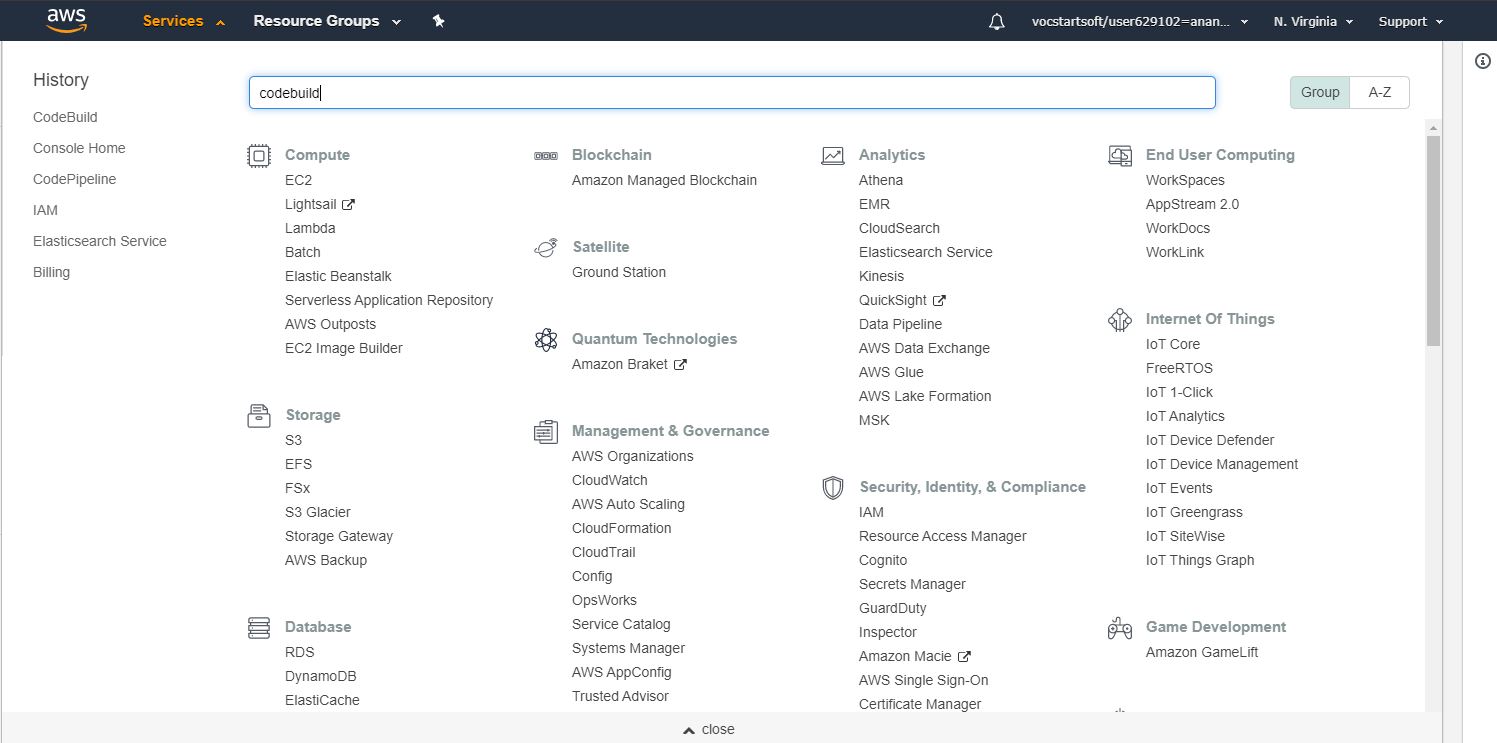 aws
Services
Resource Groups
vocstartsoft/user629102=anan...
N. Virginia
Support
History
CodeBuild
Console Home
CodePipeline
IAM
Elasticsearch Service
Billing
codebuild
Group
A-Z
Compute
EC2
Lightsail
Lambda
Batch
Elastic Beanstalk
Serverless Application Repository
AWS Outposts
EC2 Image Builder
Storage
S3
EFS
FSx
S3 Glacier
Storage Gateway
AWS Backup
Database
RDS
DynamoDB
ElastiCache
Blockchain
Amazon Managed Blockchain
Satellite
Ground Station
Quantum Technologies
Amazon Braket
Management & Governance
AWS Organizations
CloudWatch
AWS Auto Scaling
CloudFormation
CloudTrail
Config
OpsWorks
Service Catalog
Systems Manager
AWS AppConfig
Trusted Advisor
Analytics
Athena
EMR
CloudSearch
Elasticsearch Service
Kinesis
QuickSight
Data Pipeline
AWS Data Exchange
AWS Glue
AWS Lake Formation
MSK
Security, Identity, & Compliance
IAM
Resource Access Manager
Cognito
Secrets Manager
GuardDuty
Inspector
Amazon Macie
AWS Single Sign-On
Certificate Manager
End User Computing
WorkSpaces
AppStream 2.0
WorkDocs
WorkLink
Internet Of Things
IoT Core
FreeRTOS
IoT 1-Click
IoT Analytics
IoT Device Defender
IoT Device Management
IoT Events
IoT Greengrass
IoT SiteWise
IoT Things Graph
Game Development
Amazon GameLift
close